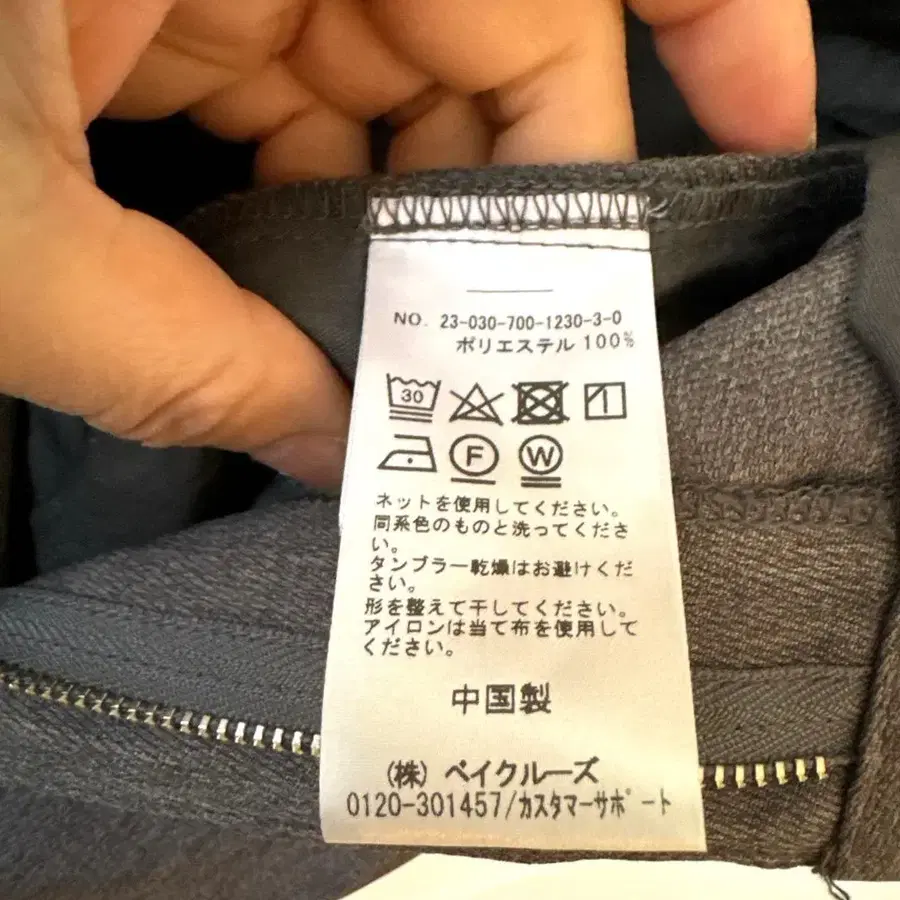 NO. 23-030-700-1230-3-0
ポリエステル 100%
30
F W
ネットを使用してください。
同系色のものと洗ってくださ
い。
タンブラー乾燥はお避けくだ
さい。
形を整えて干してください。
アイロンは当て布を使用して
ください。
中国製
(株) ベイクルーズ
0120-301457/カスタマーサポート